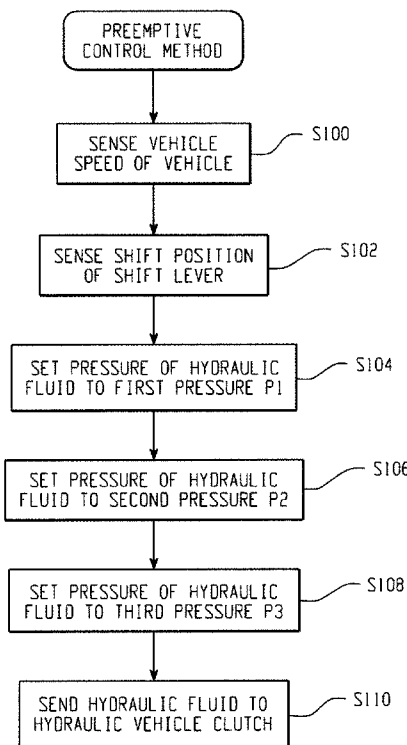 PREEMPTIVE
CONTROL METHOD
SENSE VEHICLE
SPEED OF VEHICLE
S100
SENSE SHIFT POSITION
OF SHIFT LEVER
S102
SET PRESSURE OF HYDRAULIC
FLUID TO FIRST PRESSURE P1
S104
SET PRESSURE OF HYDRAULIC
FLUID TO SECOND PRESSURE P2
S106
SET PRESSURE OF HYDRAULIC
FLUID TO THIRD PRESSURE P3
S108
SEND HYDRAULIC FLUID TO
HYDRAULIC VEHICLE CLUTCH
S110